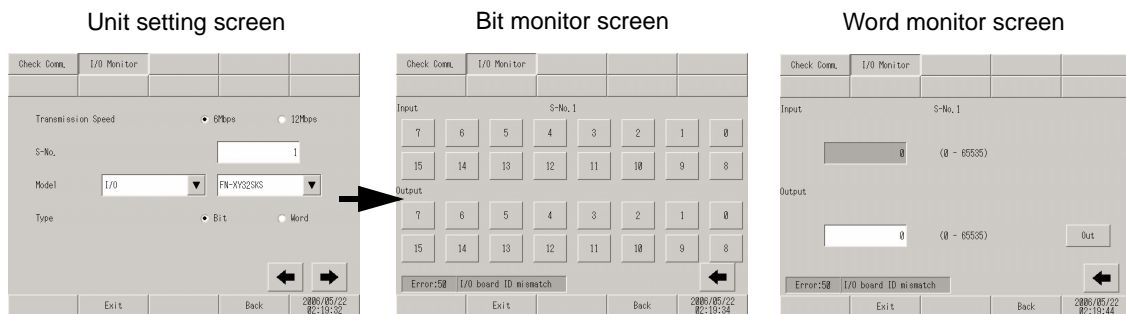 Unit setting screen
Bit monitor screen
Word monitor screen
Check Comm. I/O Monitor
Transmission Speed 6Mbps 12Mbps
S-No. 1
Model I/O FN-XY32SKS
Type Bit Word
Exit Back 2006/05/22 02:19:32
Check Comm. I/O Monitor
Input S-No. 1
7 6 5 4 3 2 1 0
15 14 13 12 11 10 9 8
Output
7 6 5 4 3 2 1 0
15 14 13 12 11 10 9 8
Error:50 I/O board ID mismatch
Exit Back 2006/05/22 02:19:34
Check Comm. I/O Monitor
Input S-No. 1
0 (0 - 65535)
Output
0 (0 - 65535) Out
Error:50 I/O board ID mismatch
Exit Back 2006/05/22 02:19:44